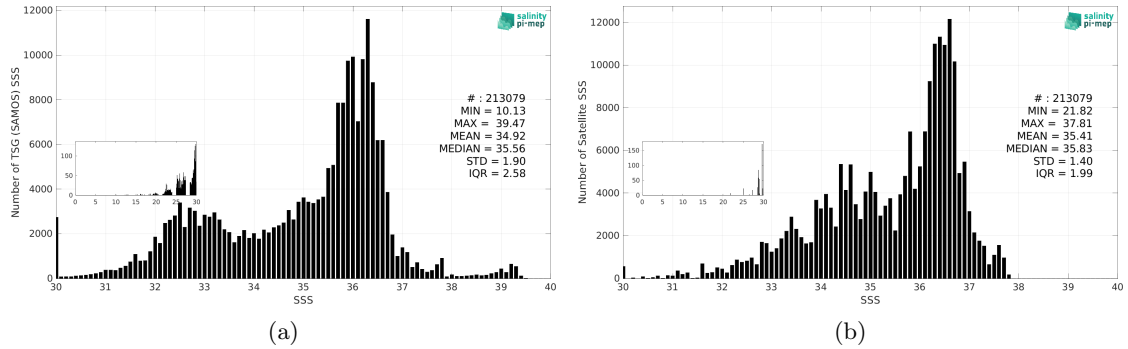 12000
10000
8000
6000
4000
2000
0
Number of TSG (SAMOS) SSS
salinity
pi-mep
# : 213079
MIN = 10.13
MAX = 39.47
MEAN = 34.92
MEDIAN = 35.56
STD = 1.90
IQR = 2.58
100
50
0
0 5 10 15 20 25 30
30 31 32 33 34 35 36 37 38 39 40
SSS
(a)
12000
10000
8000
6000
4000
2000
0
Number of Satellite SSS
salinity
pi-mep
# : 213079
MIN = 21.82
MAX = 37.81
MEAN = 35.41
MEDIAN = 35.83
STD = 1.40
IQR = 1.99
150
100
50
0
0 5 10 15 20 25 30
30 31 32 33 34 35 36 37 38 39 40
SSS
(b)